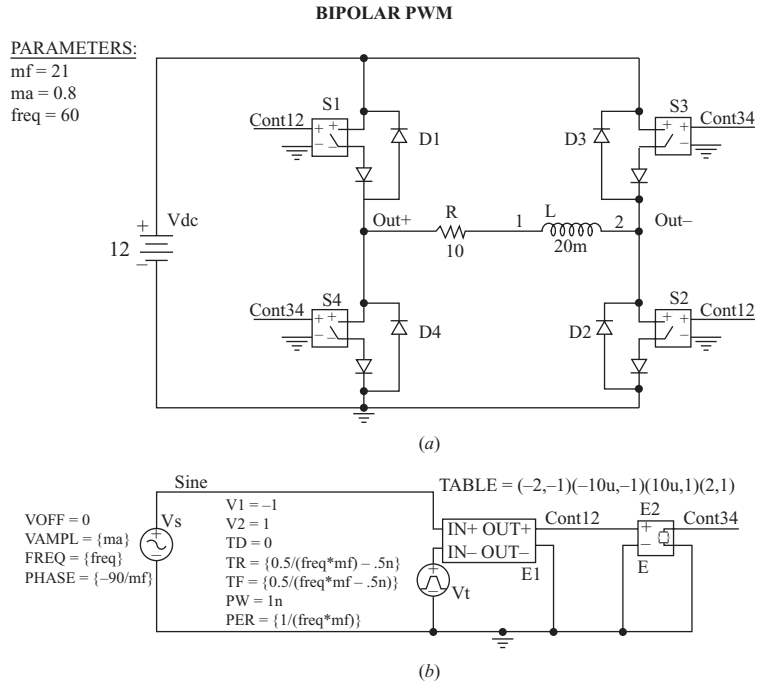 BIPOLAR PWM
PARAMETERS:
mf = 21
ma = 0.8
freq = 60
S1
Cont12
+ +
–
D1
S3
Cont34
+ +
–
D3
+
Vdc
12
–
Out+
R
10
1
L
2
20m
Out–
S4
Cont34
+ +
–
D4
S2
Cont12
+ +
–
D2
(a)
Sine
VOFF = 0
VAMPL = {ma}
FREQ = {freq}
PHASE = {–90/mf}
+
Vs
–
V1 = –1
V2 = 1
TD = 0
TR = {0.5/(freq*mf) – .5n}
TF = {0.5/(freq*mf – .5n)}
PW = 1n
PER = {1/(freq*mf)}
TABLE = (–2,–1)(–10u,–1)(10u,1)(2,1)
IN+ OUT+
IN– OUT–
E1
Cont12
+
Vt
–
E2
+
–
E
Cont34
(b)